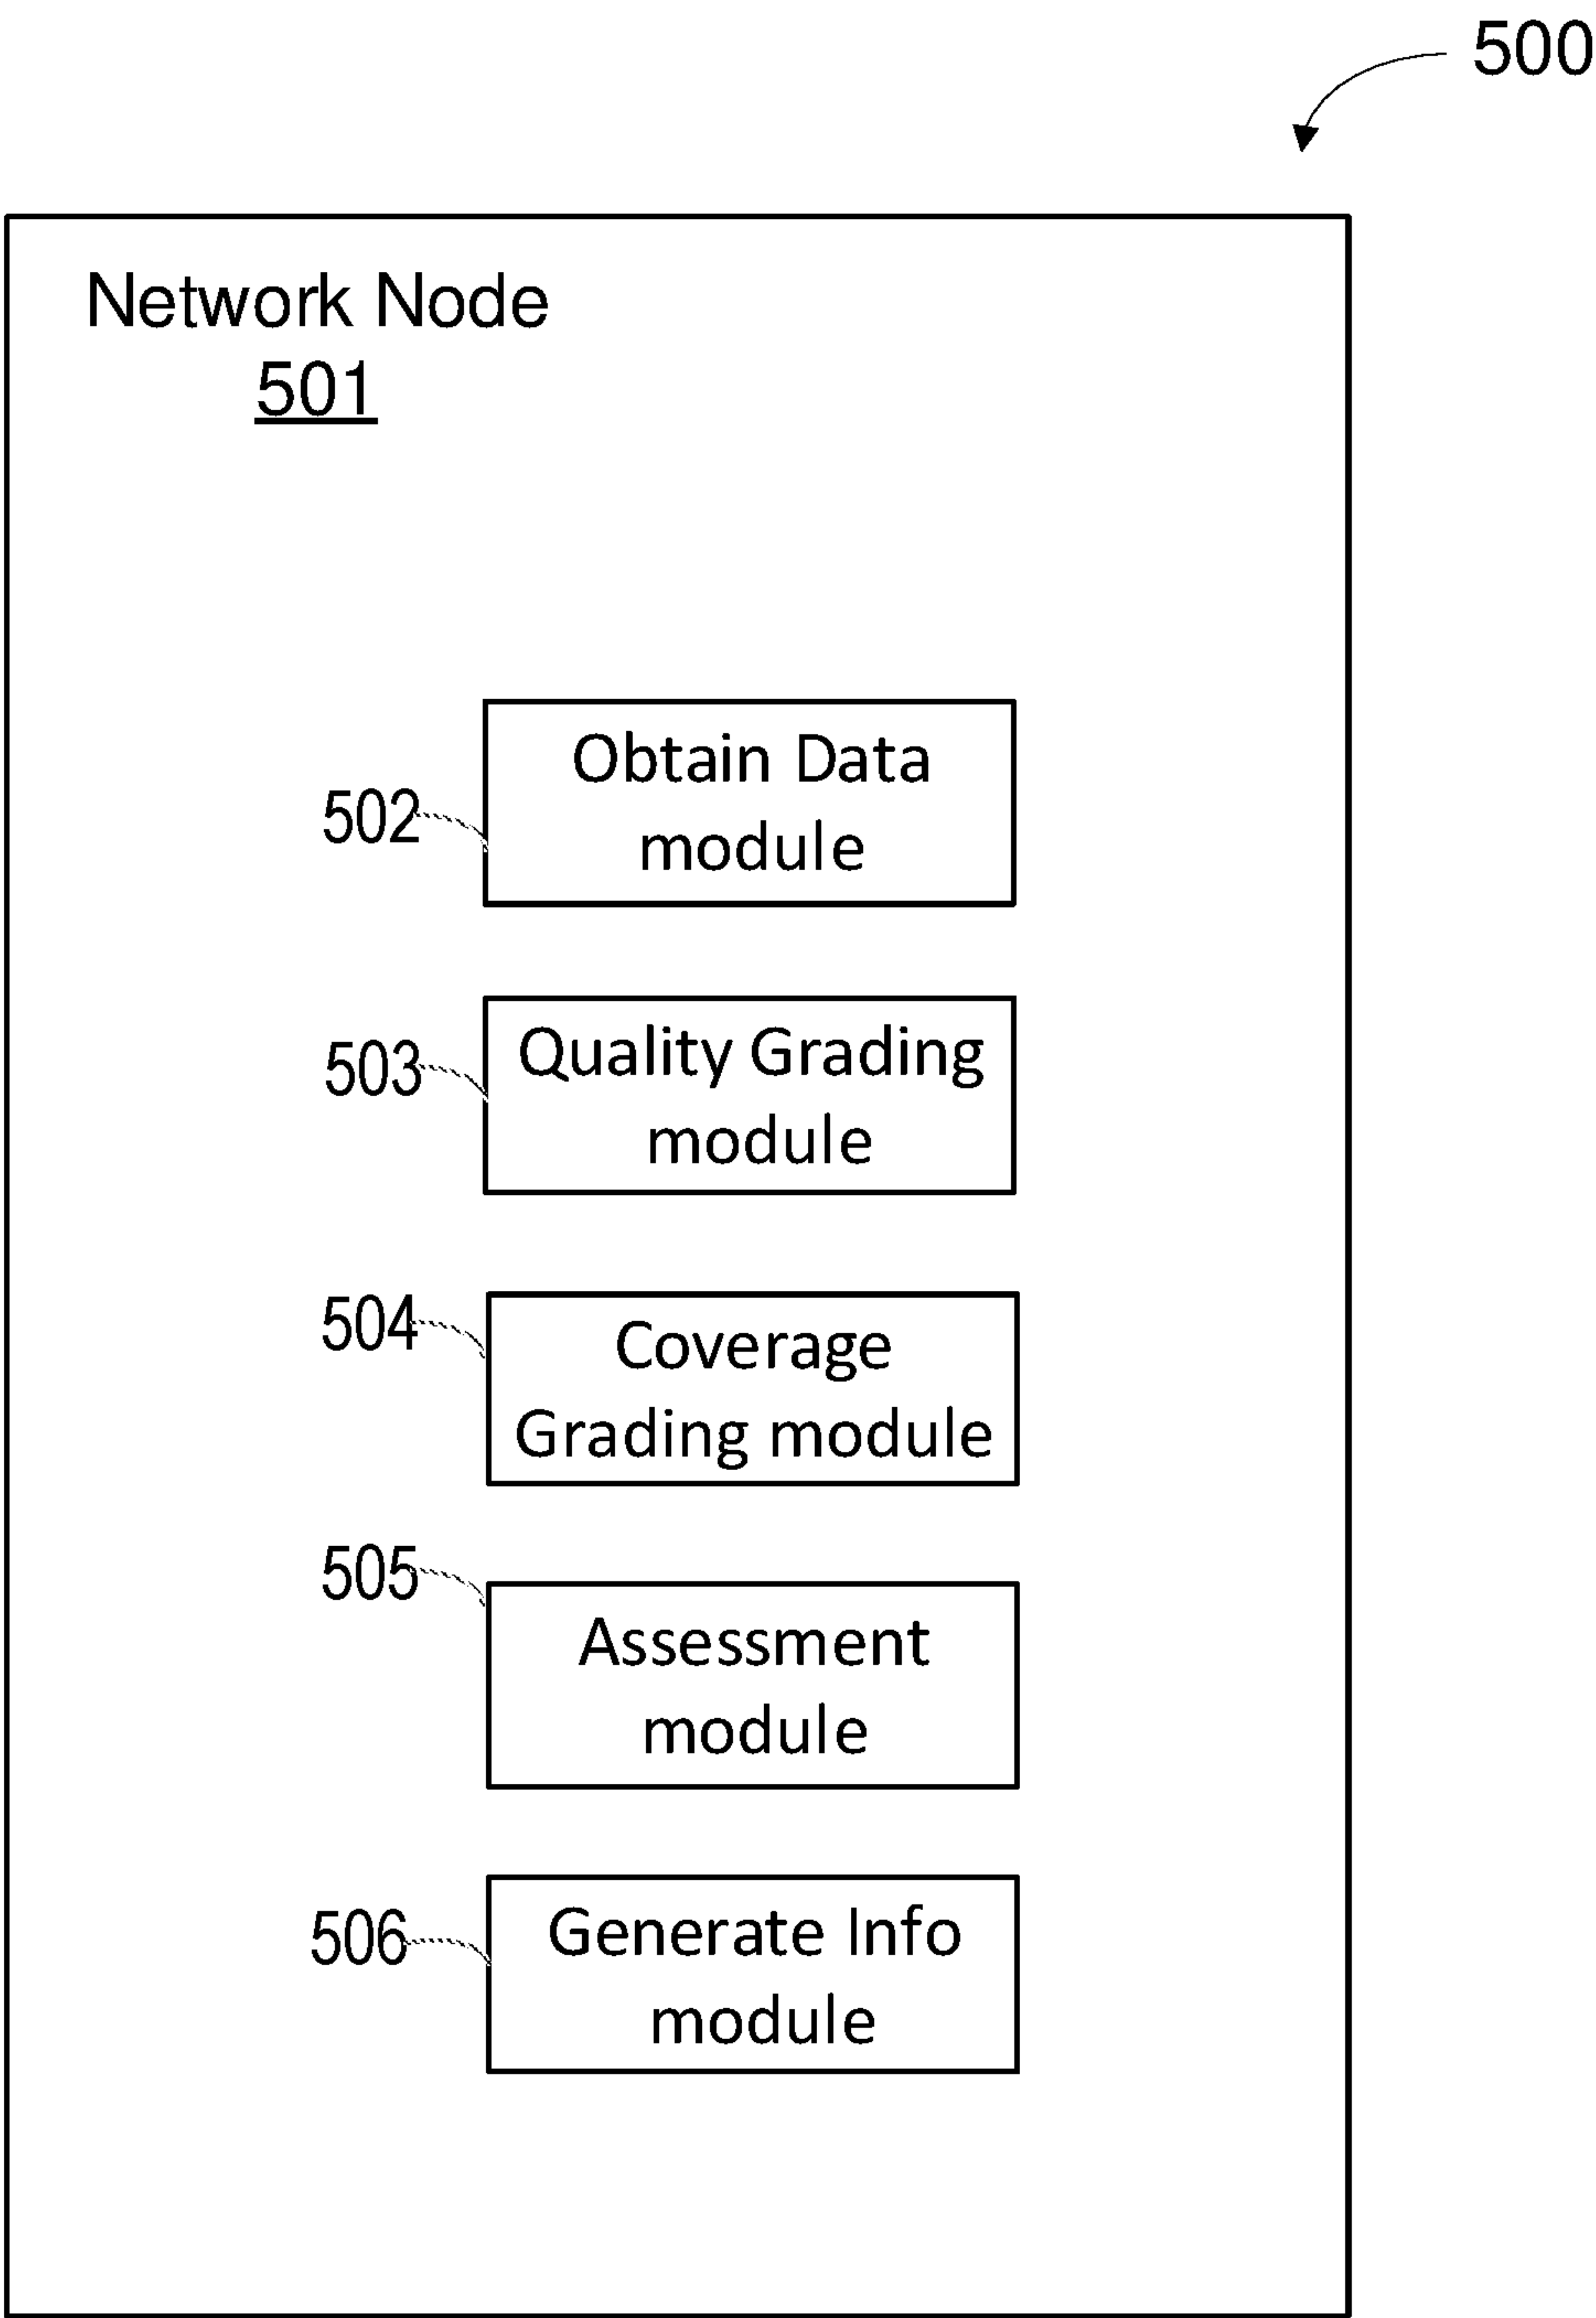 500
Network Node
501
502
Obtain Data
module
503
Quality Grading
module
504
Coverage
Grading module
505
Assessment
module
506
Generate Info
module